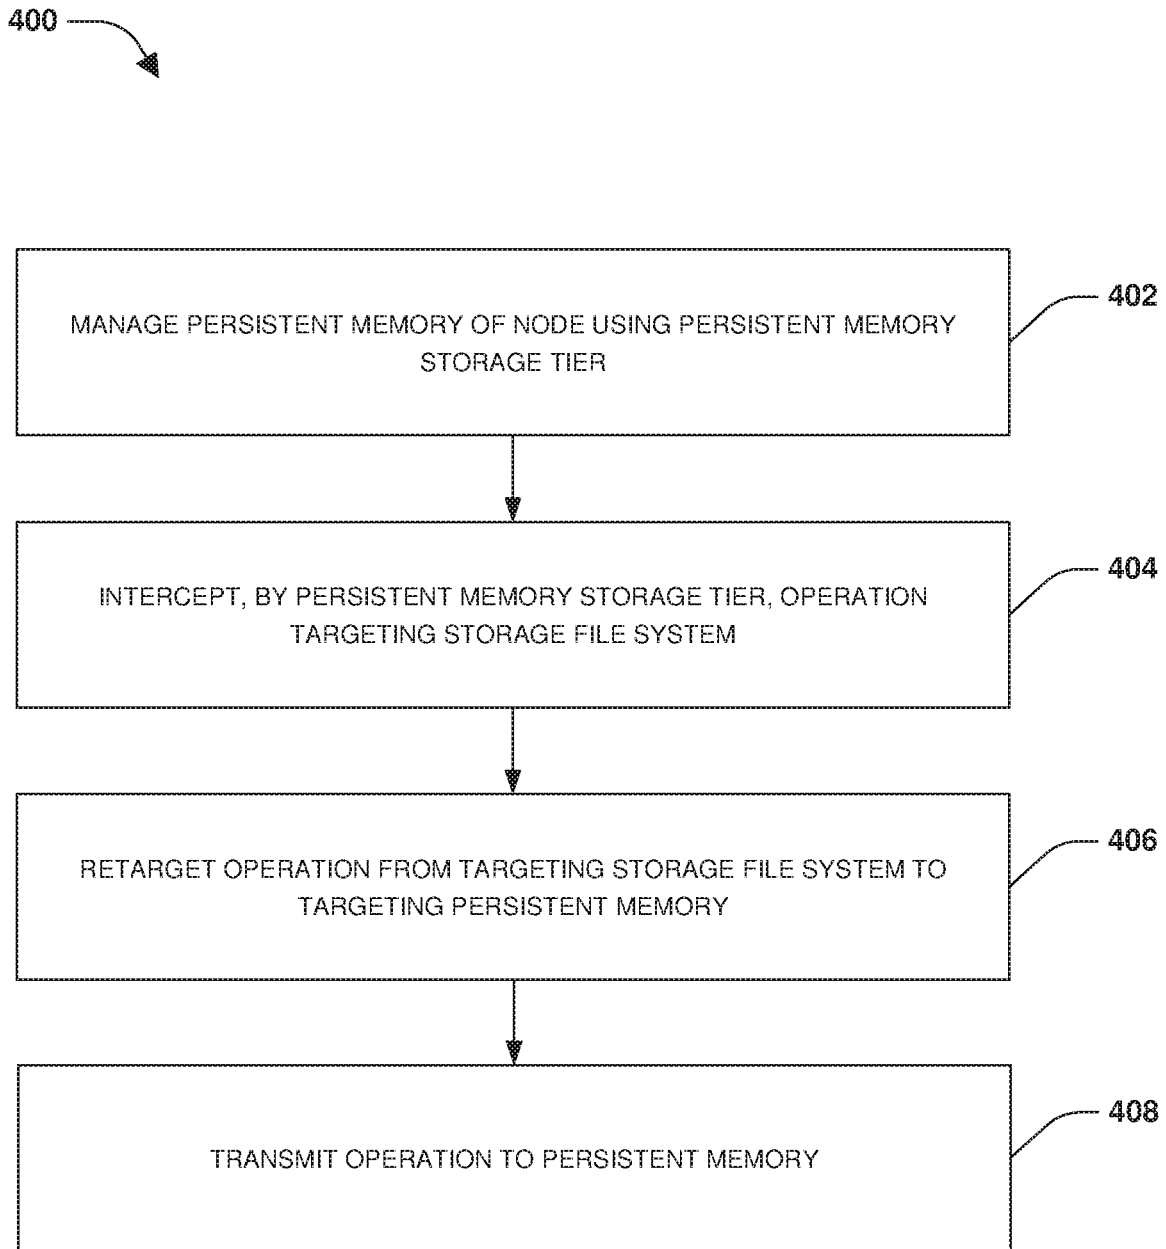 400
MANAGE PERSISTENT MEMORY OF NODE USING PERSISTENT MEMORY
STORAGE TIER
402
INTERCEPT, BY PERSISTENT MEMORY STORAGE TIER, OPERATION
TARGETING STORAGE FILE SYSTEM
404
RETARGET OPERATION FROM TARGETING STORAGE FILE SYSTEM TO
TARGETING PERSISTENT MEMORY
406
TRANSMIT OPERATION TO PERSISTENT MEMORY
408